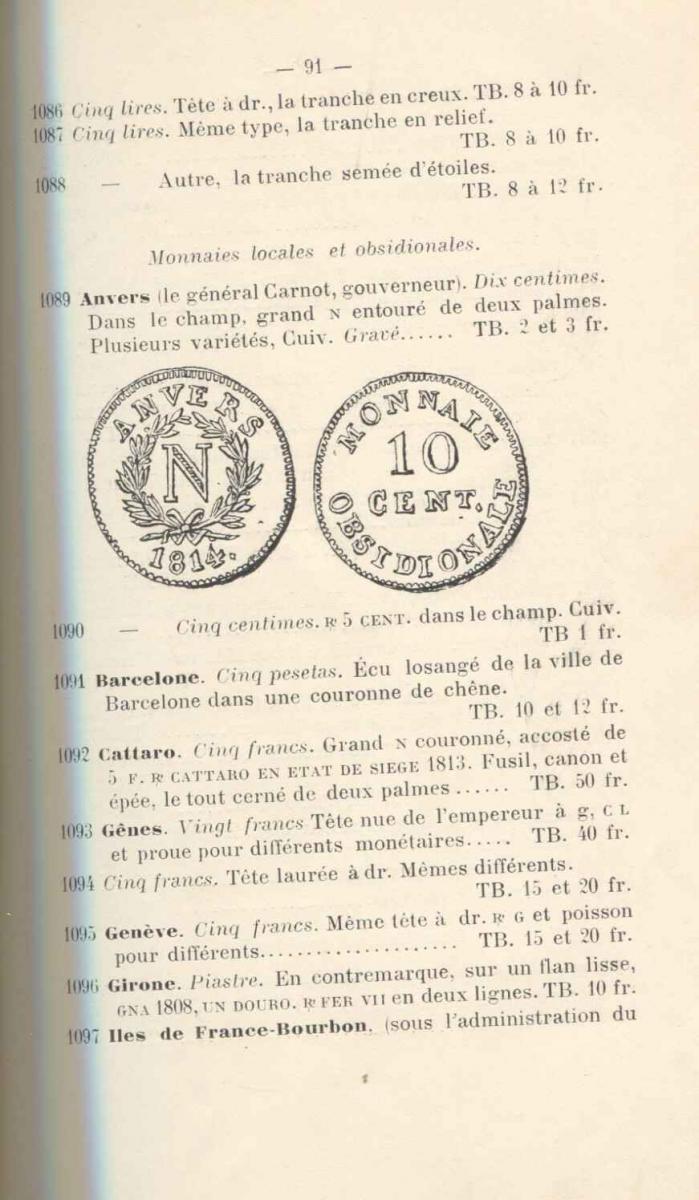 — 91 —
1086 Cinq lires. Tête à dr., la tranche en creux. TB. 8 à 10 fr.
1087 Cinq lires. Même type, la tranche en relief.
TB. 8 à 10 fr.
1088 — Autre, la tranche semée d'étoiles.
TB. 8 à 12 fr.
Monnaies locales et obsidionales.
1089 Anvers (le général Carnot, gouverneur). Dix centimes.
Dans le champ, grand N entouré de deux palmes.
Plusieurs variétés, Cuiv. Gravé...... TB. 2 et 3 fr.
ANVERS
N
1814.
MONNAIE
10
CENT.
OBSIDIONALE
1090 — Cinq centimes. ℟ 5 CENT. dans le champ. Cuiv.
TB 1 fr.
1091 Barcelone. Cinq pesetas. Écu losangé de la ville de
Barcelone dans une couronne de chêne.
TB. 10 et 12 fr.
1092 Cattaro. Cinq francs. Grand N couronné, accosté de
5 F. ℟ CATTARO EN ETAT DE SIEGE 1813. Fusil, canon et
épée, le tout cerné de deux palmes ...... TB. 50 fr.
1093 Gênes. Vingt francs Tête nue de l'empereur à g, C L
et proue pour différents monétaires..... TB. 40 fr.
1094 Cinq francs. Tête laurée à dr. Mêmes différents.
TB. 15 et 20 fr.
1095 Genève. Cinq francs. Même tête à dr. ℟ G et poisson
pour différents..................... TB. 15 et 20 fr.
1096 Girone. Piastre. En contremarque, sur un flan lisse,
GNA 1808, UN DOURO. ℟ FER VII en deux lignes. TB. 10 fr.
1097 Iles de France-Bourbon, (sous l'administration du